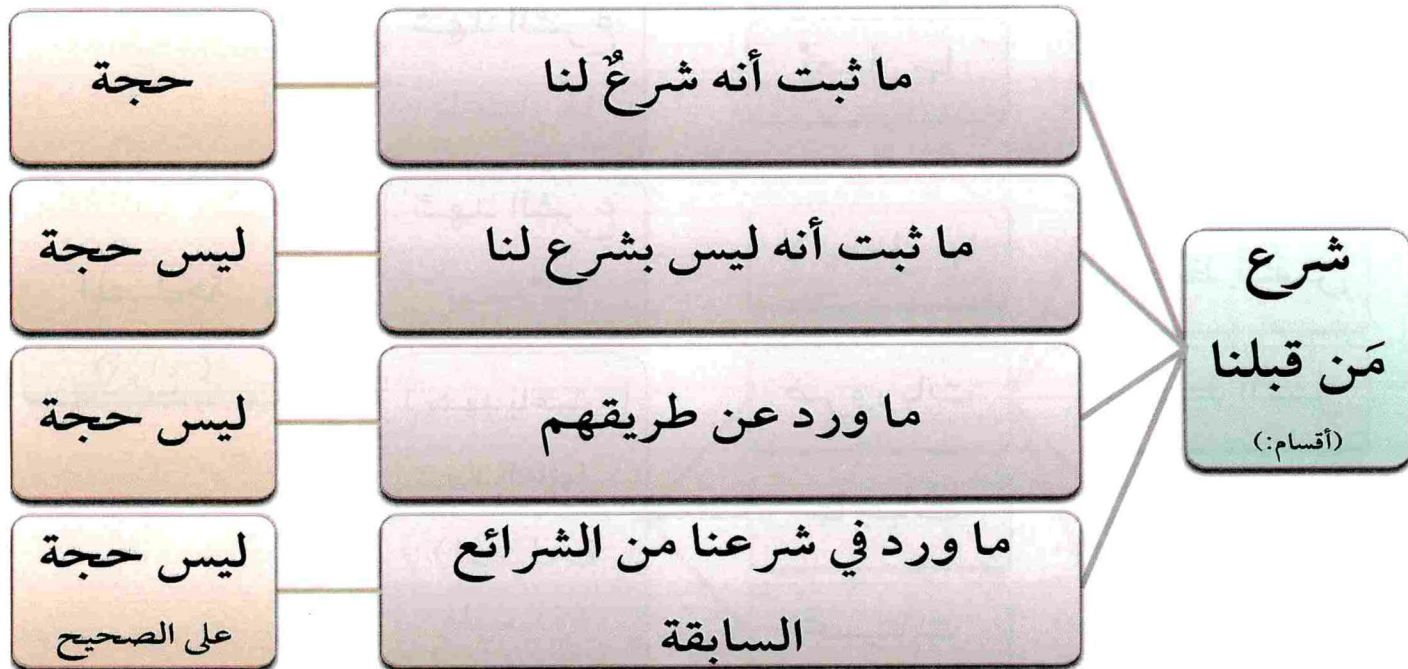 شرع
مَن قبلنا
(أقسام:)
ما ثبت أنه شرعٌ لنا
حجة
ما ثبت أنه ليس بشرع لنا
ليس حجة
ما ورد عن طريقهم
ليس حجة
ما ورد في شرعنا من الشرائع
السابقة
ليس حجة
على الصحيح